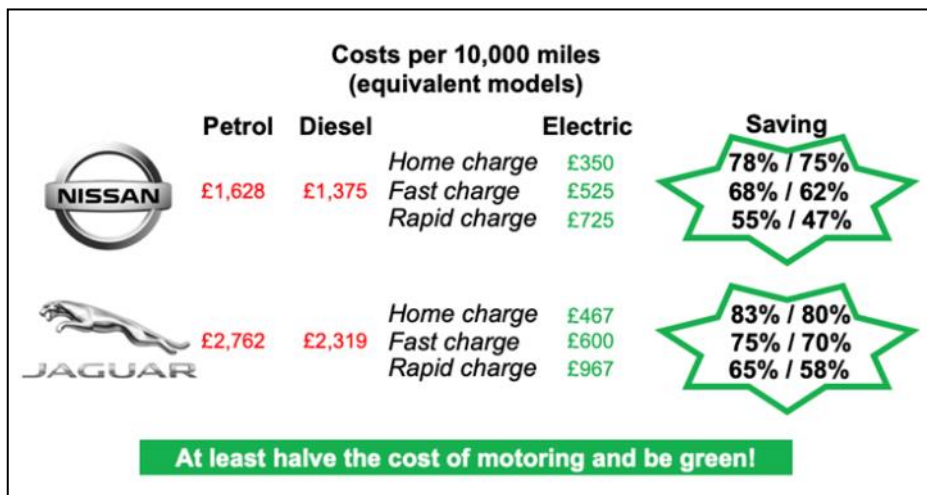 Costs per 10,000 miles
(equivalent models)
Petrol Diesel Electric Saving
Home charge £350 78% / 75%
NISSAN £1,628 £1,375 Fast charge £525 68% / 62%
Rapid charge £725 55% / 47%
Home charge £467 83% / 80%
£2,762 £2,319 Fast charge £600 75% / 70%
JAGUAR Rapid charge £967 65% / 58%
At least halve the cost of motoring and be green!